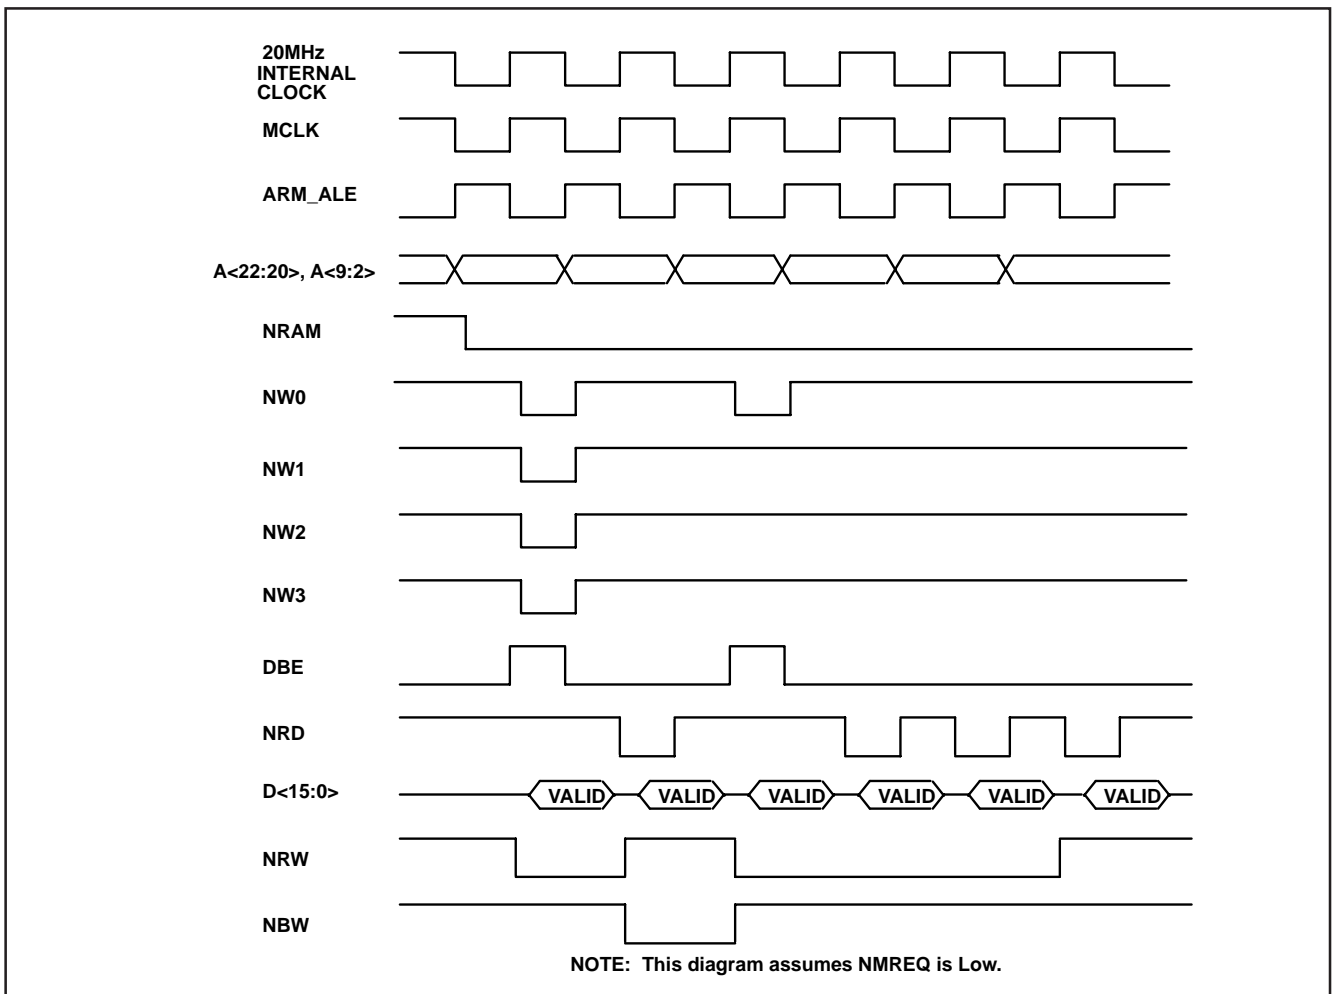 20MHz
INTERNAL
CLOCK
MCLK
ARM_ALE
A<22:20>, A<9:2>
NRAM
NW0
NW1
NW2
NW3
DBE
NRD
D<15:0>
VALID VALID VALID VALID VALID VALID
NRW
NBW
NOTE: This diagram assumes NMREQ is Low.